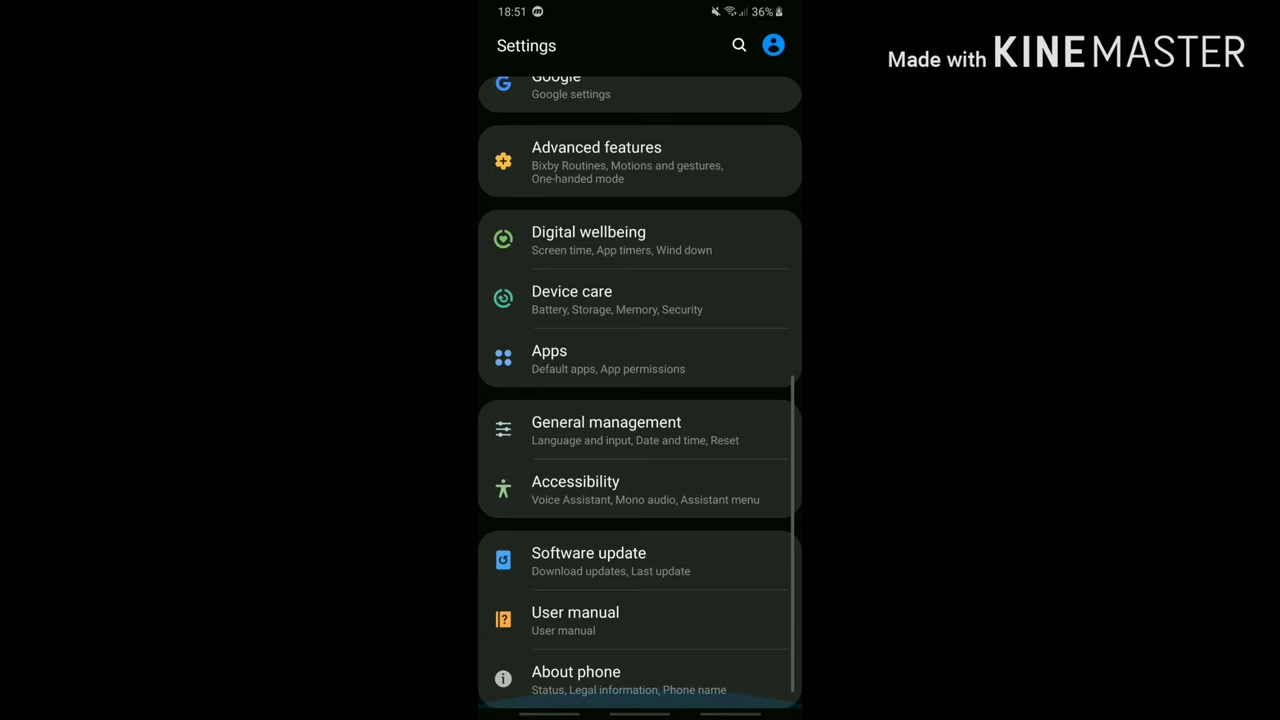 18:51
36%
Settings
Made with KINEMASTER
Google
Google settings
Advanced features
Bixby Routines, Motions and gestures,
One-handed mode
Digital wellbeing
Screen time, App timers, Wind down
Device care
Battery, Storage, Memory, Security
Apps
Default apps, App permissions
General management
Language and input, Date and time, Reset
Accessibility
Voice Assistant, Mono audio, Assistant menu
Software update
Download updates, Last update
User manual
User manual
About phone
Status, Legal information, Phone name